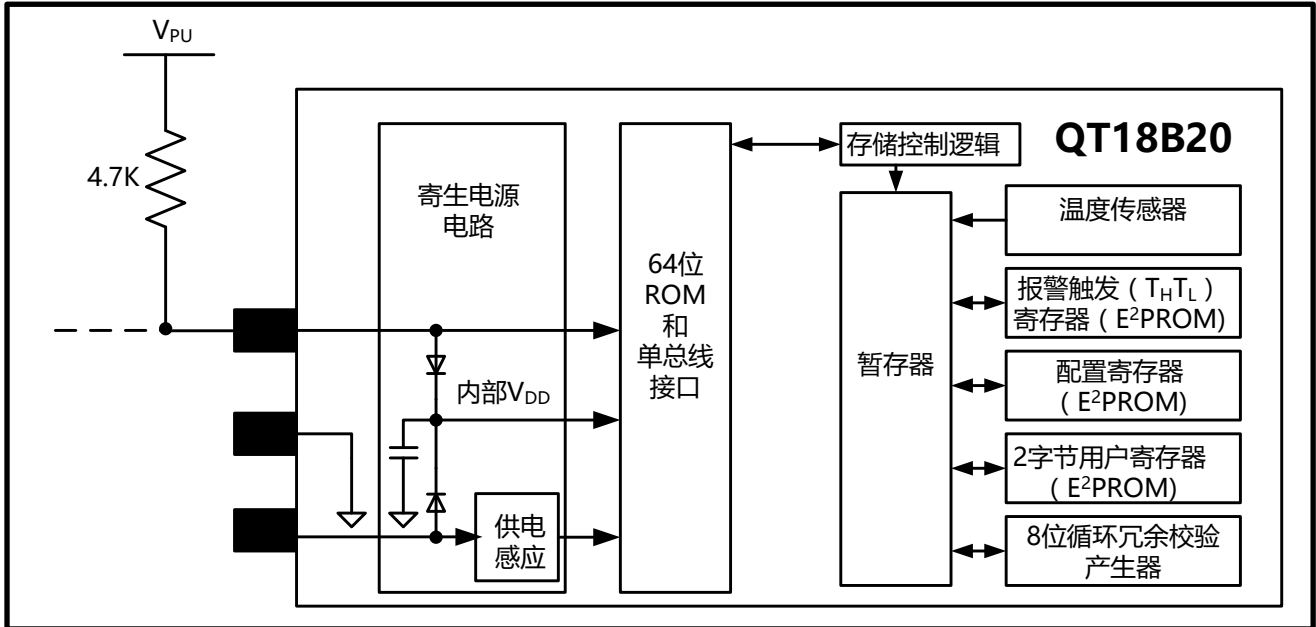 V_PU
4.7K
QT18B20
寄生电源
电路
内部V_DD
供电
感应
64位
ROM
和
单总线
接口
存储控制逻辑
暂存器
温度传感器
报警触发（T_HT_L）
寄存器（E²PROM)
配置寄存器
（E²PROM)
2字节用户寄存器
（E²PROM)
8位循环冗余校验
产生器